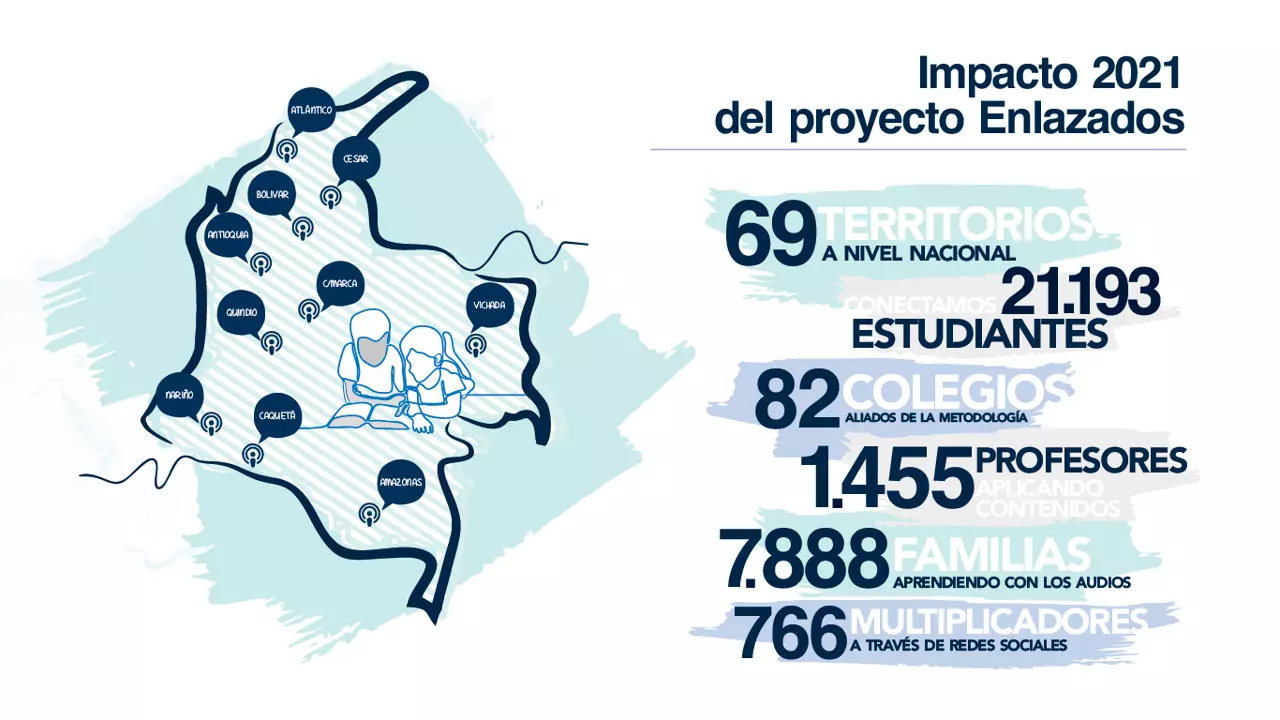 Impacto 2021
del proyecto Enlazados
ATLÁNTICO
CESAR
BOLIVAR
ANTIOQUIA
C/MARCA
QUINDIO
VICHADA
NARIÑO
CAQUETÁ
AMAZONAS
69 TERRITORIOS
A NIVEL NACIONAL
CONECTAMOS 21.193
ESTUDIANTES
82 COLEGIOS
ALIADOS DE LA METODOLOGÍA
1.455 PROFESORES
APLICANDO
CONTENIDOS
7.888 FAMILIAS
APRENDIENDO CON LOS AUDIOS
766 MULTIPLICADORES
A TRAVÉS DE REDES SOCIALES